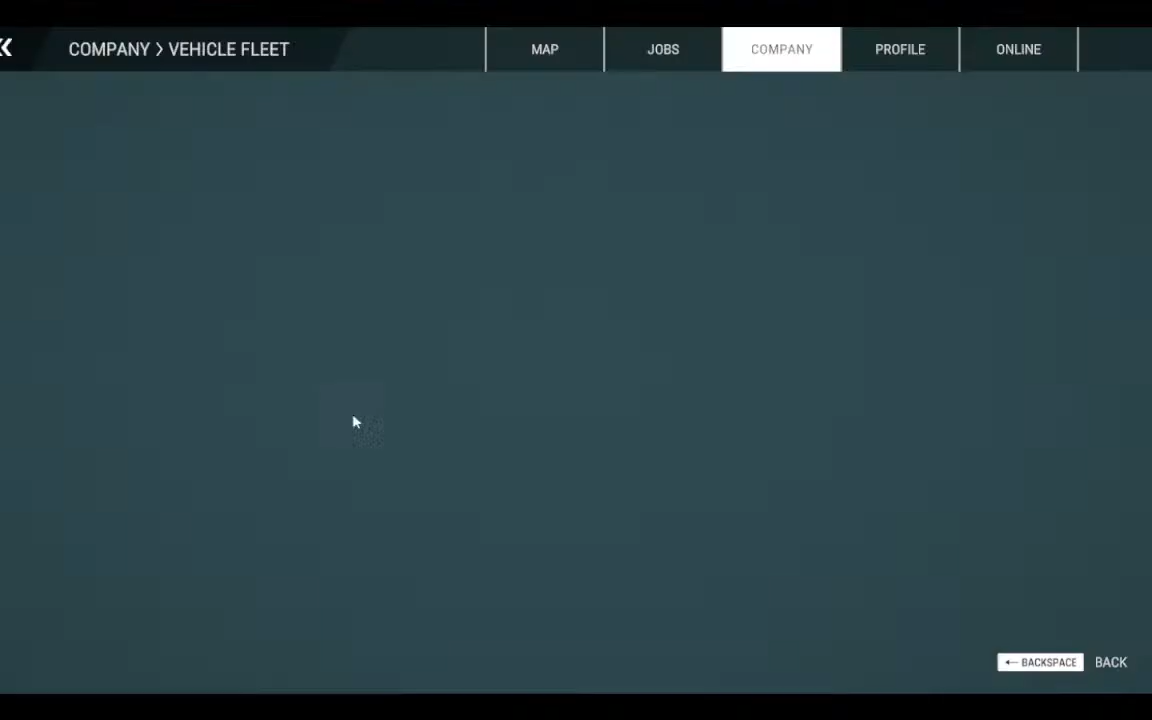 COMPANY > VEHICLE FLEET
MAP
JOBS
COMPANY
PROFILE
ONLINE
← BACKSPACE BACK